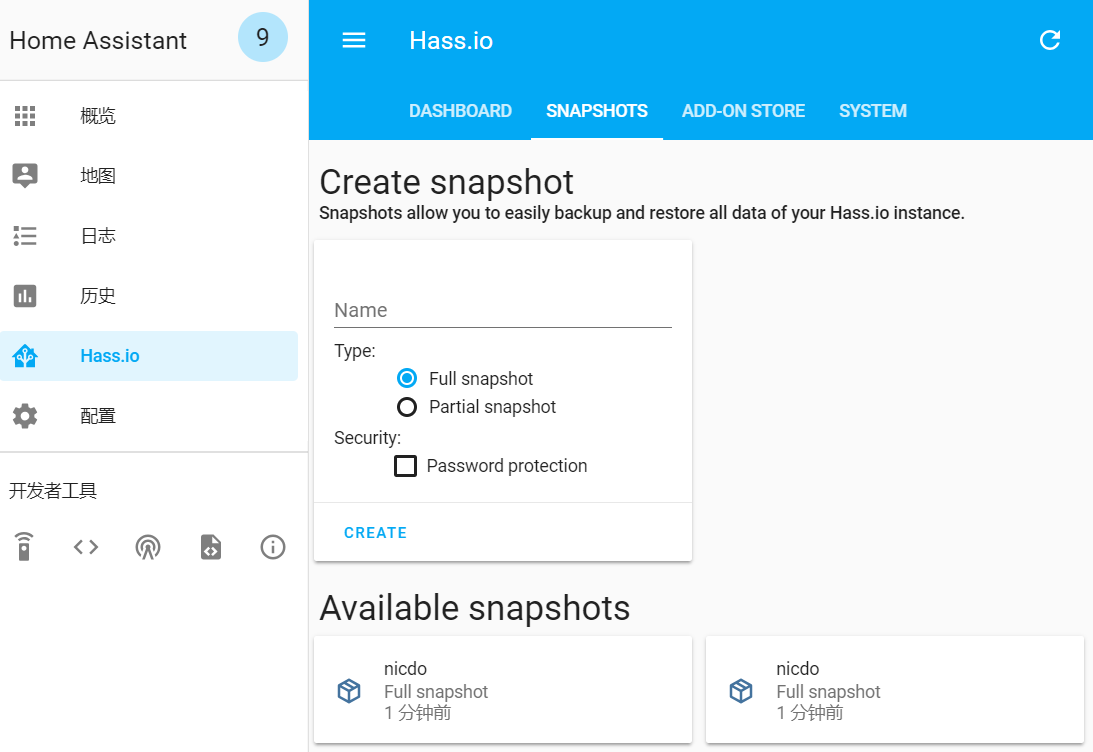 Home Assistant
9
概览
地图
日志
历史
Hass.io
配置
开发者工具
Hass.io
DASHBOARD
SNAPSHOTS
ADD-ON STORE
SYSTEM
Create snapshot
Snapshots allow you to easily backup and restore all data of your Hass.io instance.
Name
Type:
Full snapshot
Partial snapshot
Security:
Password protection
CREATE
Available snapshots
nicdo
Full snapshot
1 分钟前
nicdo
Full snapshot
1 分钟前